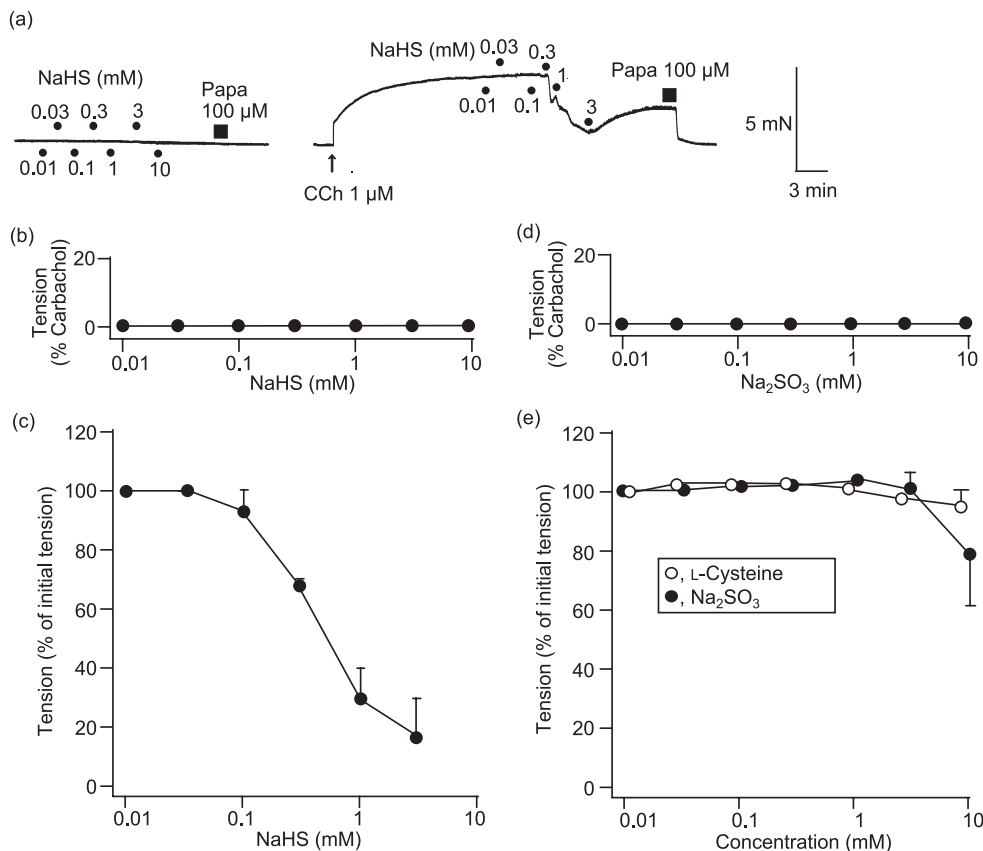 (a)
NaHS (mM)
0.03 0.3 3
0.01 0.1 1 10
Papa
100 µM
NaHS (mM)
0.03 0.3
1
0.01 0.1
3
Papa 100 µM
CCh 1 µM
5 mN
3 min
(b)
Tension
(% Carbachol)
20
0
0.01 0.1 1 10
NaHS (mM)
(d)
Tension
(% Carbachol)
20
0
0.01 0.1 1 10
Na₂SO₃ (mM)
(c)
Tension (% of initial tension)
120
100
80
60
40
20
0
0.01 0.1 1 10
NaHS (mM)
(e)
Tension (% of initial tension)
120
100
80
60
40
20
0
, L-Cysteine
, Na₂SO₃
0.01 0.1 1 10
Concentration (mM)